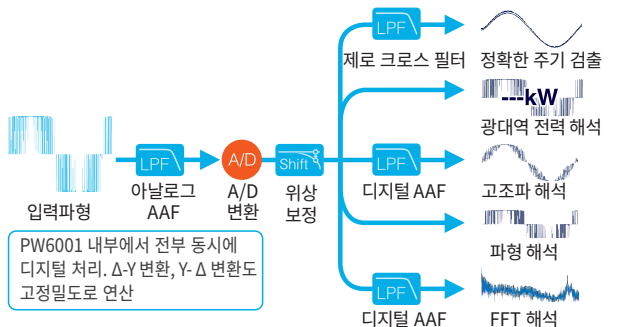 LPF
제로 크로스 필터
정확한 주기 검출
---kW
광대역 전력 해석
입력파형
LPF
아날로그
AAF
A/D
A/D
변환
Shift
위상
보정
LPF
디지털 AAF
고조파 해석
파형 해석
LPF
디지털 AAF
FFT 해석
PW6001 내부에서 전부 동시에
디지털 처리. Δ-Y 변환, Y- Δ 변환도
고정밀도로 연산